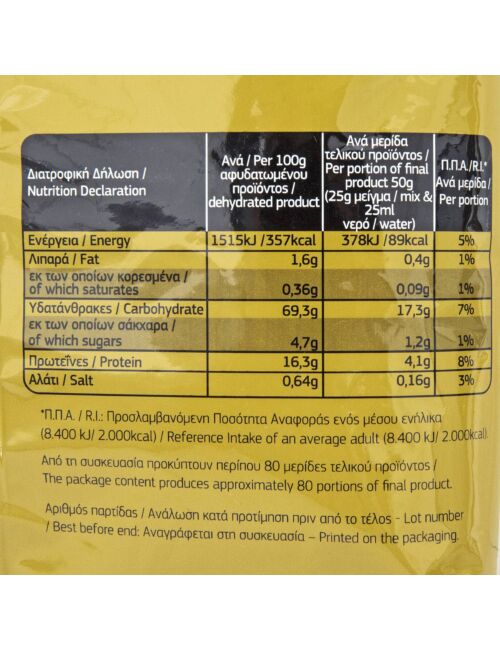 Διατροφική Δήλωση /
Nutrition Declaration
Ανά / Per 100g
αφυδατωμένου
προϊόντος /
dehydrated product
Ανά μερίδα
τελικού προϊόντος /
Per portion of final
product 50g
(25g μείγμα / mix &
25ml
νερό / water)
Π.Π.Α./R.I.*
Ανά μερίδα /
Per portion
Ενέργεια / Energy 1515kJ /357kcal 378kJ /89kcal 5%
Λιπαρά / Fat 1,6g 0,4g 1%
εκ των οποίων κορεσμένα /
of which saturates 0,36g 0,09g 1%
Υδατάνθρακες / Carbohydrate 69,3g 17,3g 7%
εκ των οποίων σάκχαρα /
of which sugars 4,7g 1,2g 1%
Πρωτεΐνες / Protein 16,3g 4,1g 8%
Αλάτι / Salt 0,64g 0,16g 3%
*Π.Π.Α. / R.I.: Προσλαμβανόμενη Ποσότητα Αναφοράς ενός μέσου ενήλικα
(8.400 kJ/ 2.000kcal) / Reference Intake of an average adult (8.400 kJ/ 2.000kcal).
Από τη συσκευασία προκύπτουν περίπου 80 μερίδες τελικού προϊόντος /
The package content produces approximately 80 portions of final product.
Αριθμός παρτίδας / Ανάλωση κατά προτίμηση πριν από το τέλος - Lot number
/ Best before end: Αναγράφεται στη συσκευασία – Printed on the packaging.